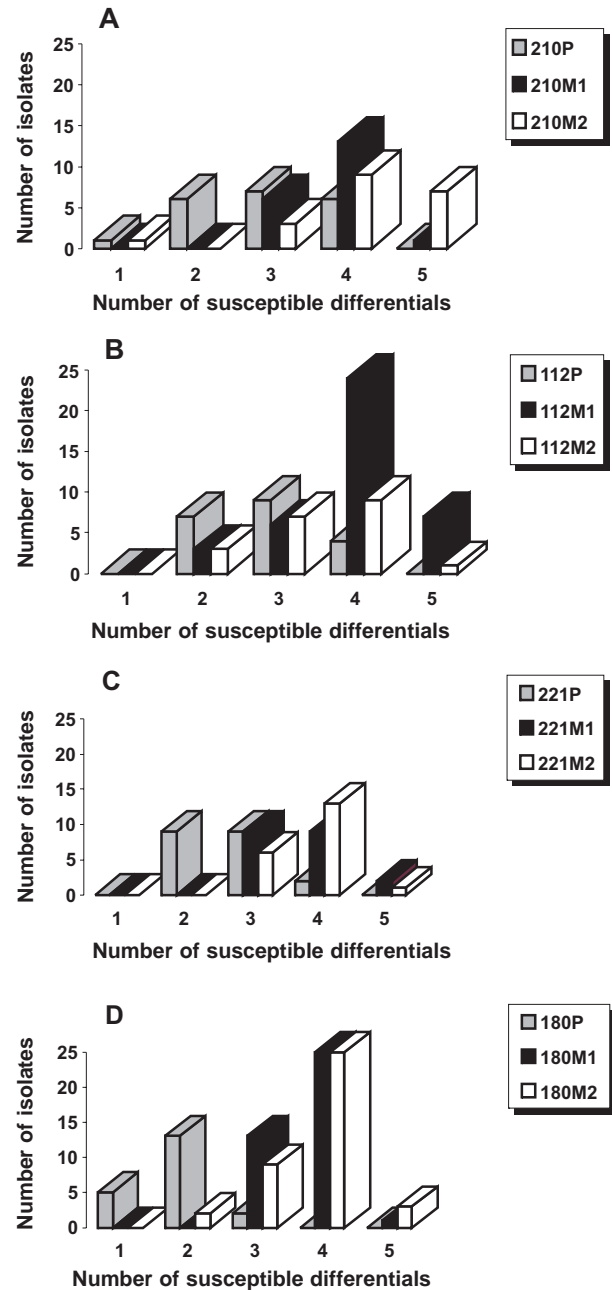 A
Number of isolates
25
20
15
10
5
0
1 2 3 4 5
Number of susceptible differentials
210P
210M1
210M2
B
Number of isolates
25
20
15
10
5
0
1 2 3 4 5
Number of susceptible differentials
112P
112M1
112M2
C
Number of isolates
25
20
15
10
5
0
1 2 3 4 5
Number of susceptible differentials
221P
221M1
221M2
D
Number of isolates
25
20
15
10
5
0
1 2 3 4 5
Number of susceptible differentials
180P
180M1
180M2